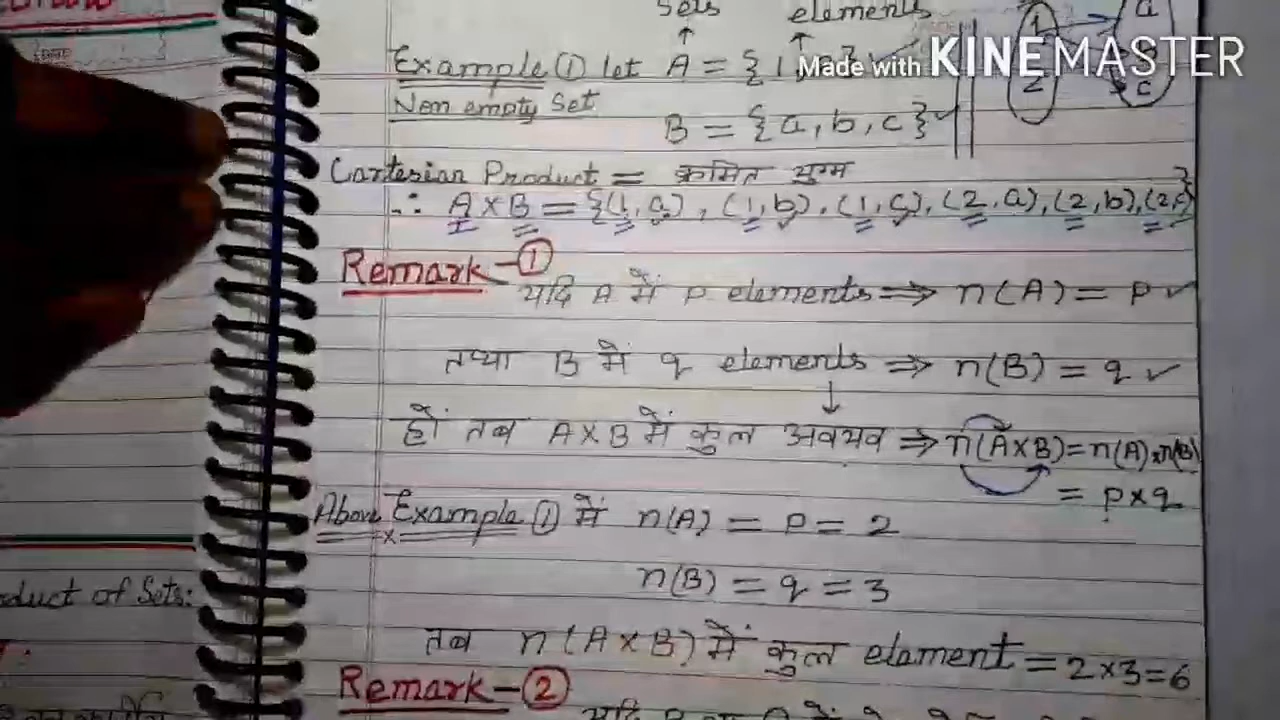 Sets elements
Example ① let A = {1, 2}
Made with KINEMASTER
Non empty Set
B = {a, b, c}
Cartesian Product = क्रमित युग्म
∴ A × B = {(1, a), (1, b), (1, c), (2, a), (2, b), (2, c)}
Remark - ①
यदि A में P elements ⇒ n(A) = P ✓
तथा B में q elements ⇒ n(B) = q ✓
हों तब A×B में कुल अवयव ⇒ n(A×B) = n(A)×n(B)
= p×q
Above Example ① में n(A) = P = 2
n(B) = q = 3
oduct of Sets:
तब n(A×B) में कुल elament = 2×3=6
Remark - ②